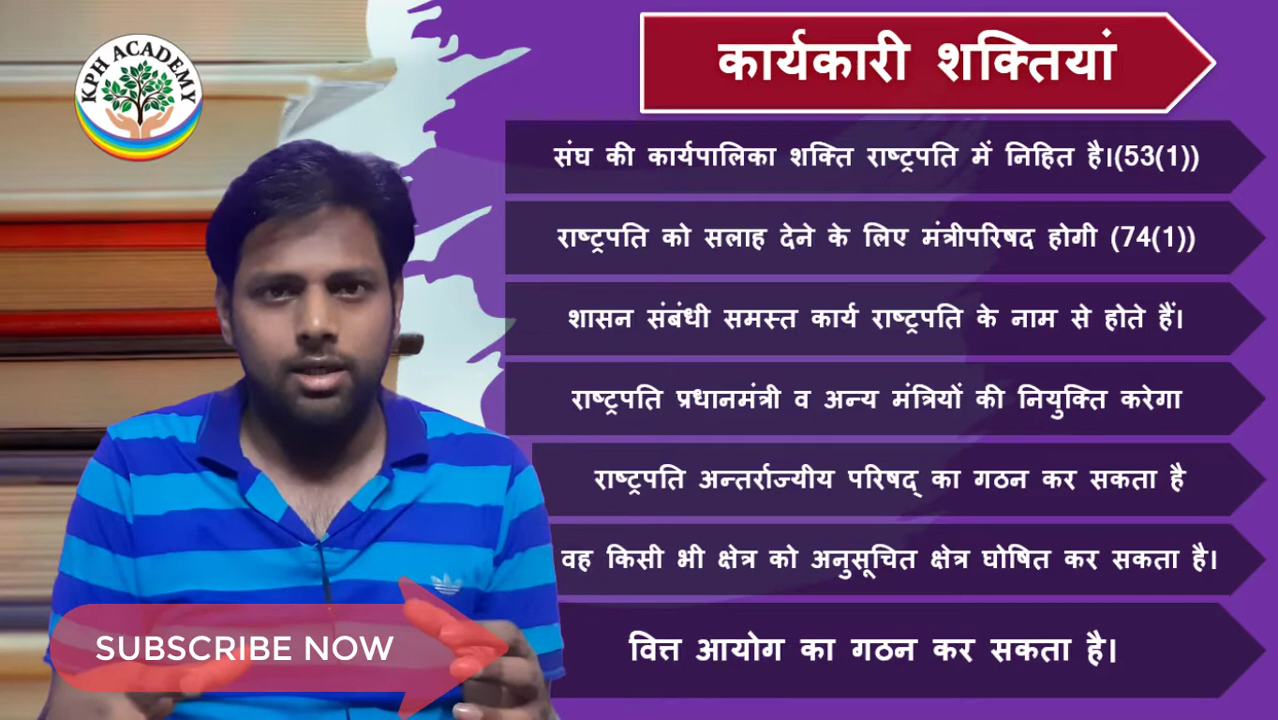 KPH ACADEMY
कार्यकारी शक्तियां
संघ की कार्यपालिका शक्ति राष्ट्रपति में निहित है।(53(1))
राष्ट्रपति को सलाह देने के लिए मंत्रीपरिषद होगी (74(1))
शासन संबंधी समस्त कार्य राष्ट्रपति के नाम से होते हैं।
राष्ट्रपति प्रधानमंत्री व अन्य मंत्रियों की नियुक्ति करेगा
राष्ट्रपति अन्तर्राज्यीय परिषद् का गठन कर सकता है
वह किसी भी क्षेत्र को अनुसूचित क्षेत्र घोषित कर सकता है।
वित्त आयोग का गठन कर सकता है।
SUBSCRIBE NOW